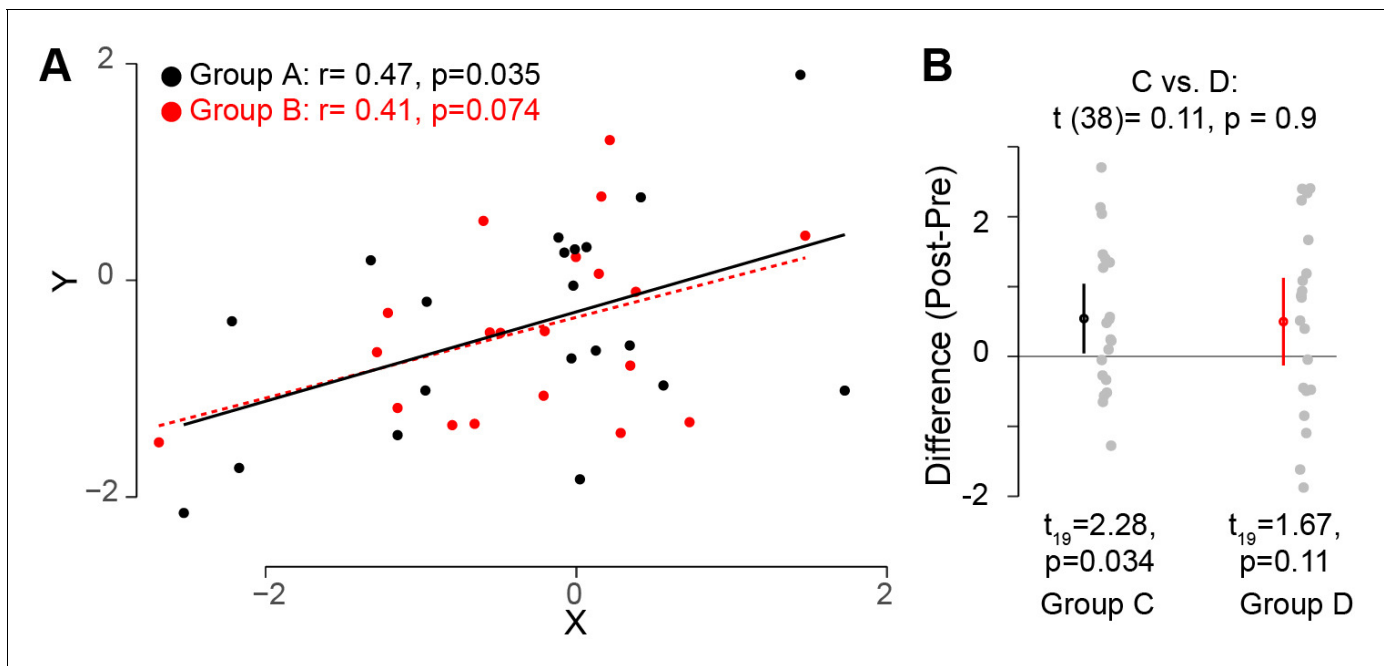 A
Group A: r= 0.47, p=0.035
Group B: r= 0.41, p=0.074
2
0
−2
Y
−2
0
2
X
B
C vs. D:
t (38)= 0.11, p = 0.9
Difference (Post-Pre)
2
0
-2
t19=2.28,
p=0.034
Group C
t19=1.67,
p=0.11
Group D